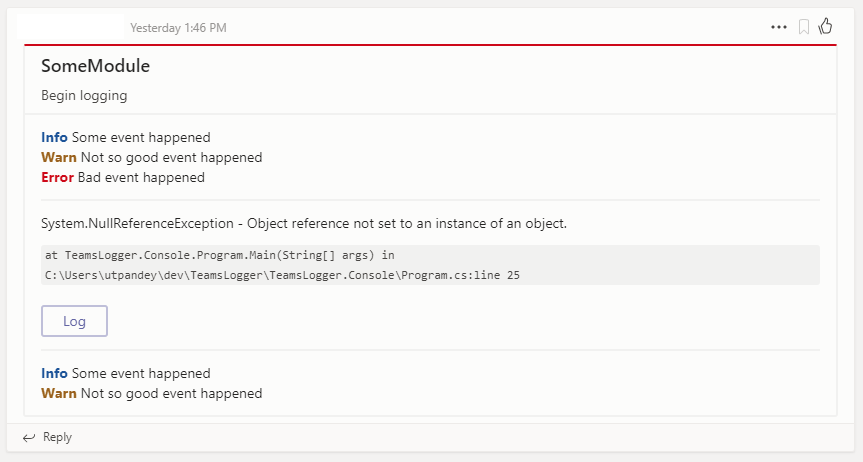 Yesterday 1:46 PM
SomeModule
Begin logging
Info Some event happened
Warn Not so good event happened
Error Bad event happened
System.NullReferenceException - Object reference not set to an instance of an object.
at TeamsLogger.Console.Program.Main(String[] args) in
C:\Users\utpandey\dev\TeamsLogger\TeamsLogger.Console\Program.cs:line 25
Log
Info Some event happened
Warn Not so good event happened
Reply